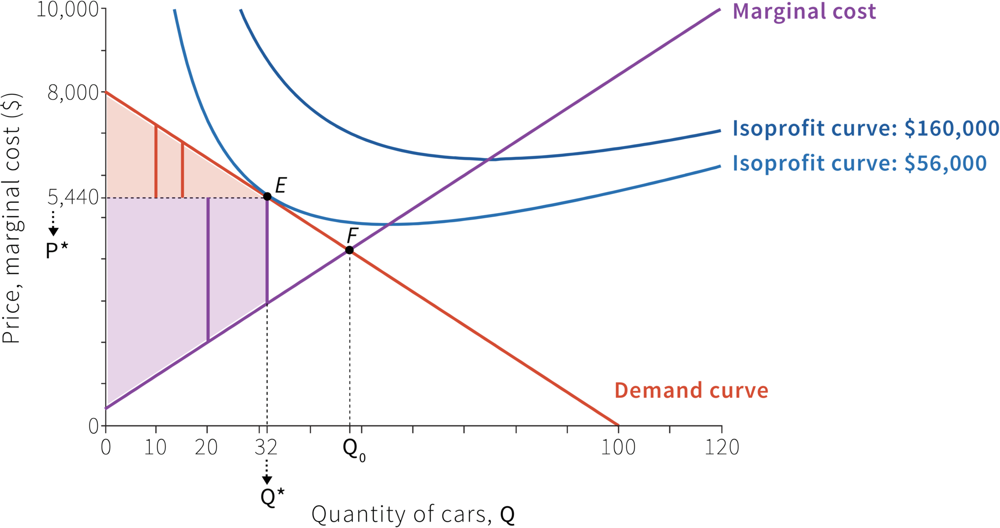 10,000
8,000
5,440
P*
0
Price, marginal cost ($)
Marginal cost
Isoprofit curve: $160,000
Isoprofit curve: $56,000
E
F
Demand curve
0 10 20 32 Q0 100 120
Q*
Quantity of cars, Q